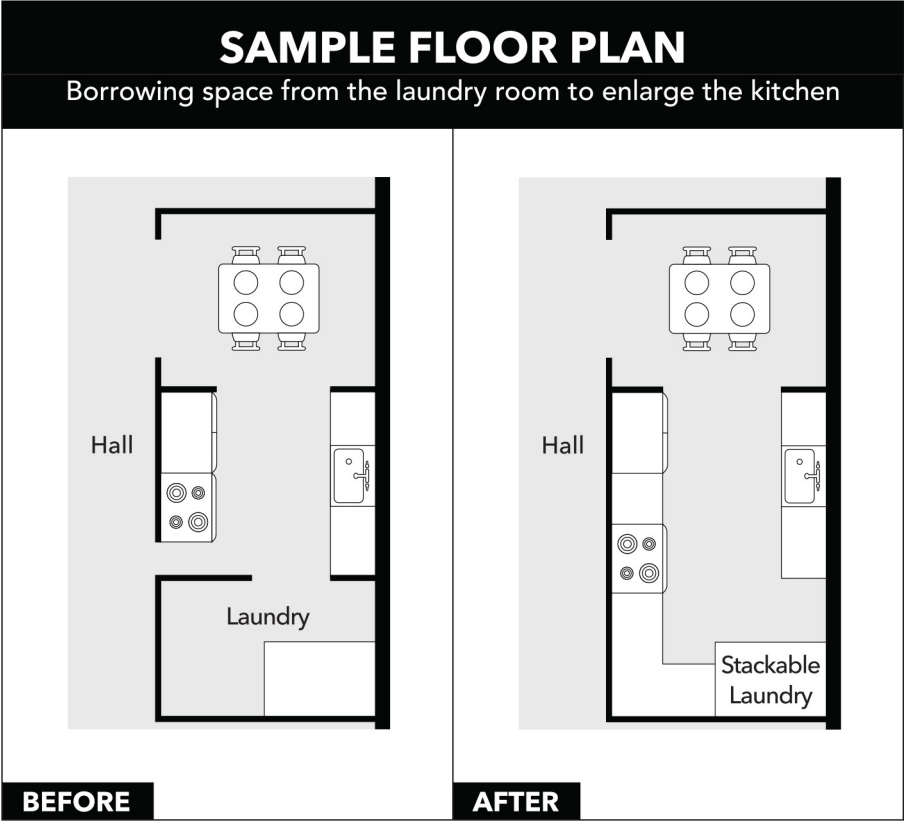 SAMPLE FLOOR PLAN
Borrowing space from the laundry room to enlarge the kitchen
Hall
Laundry
BEFORE
Hall
Stackable
Laundry
AFTER